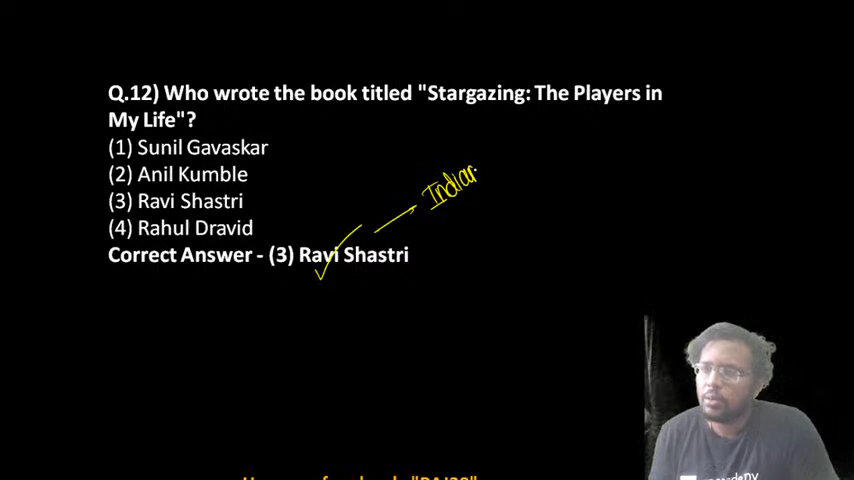 Q.12) Who wrote the book titled "Stargazing: The Players in
My Life"?
(1) Sunil Gavaskar
(2) Anil Kumble
(3) Ravi Shastri
(4) Rahul Dravid
Correct Answer - (3) Ravi Shastri
Indian